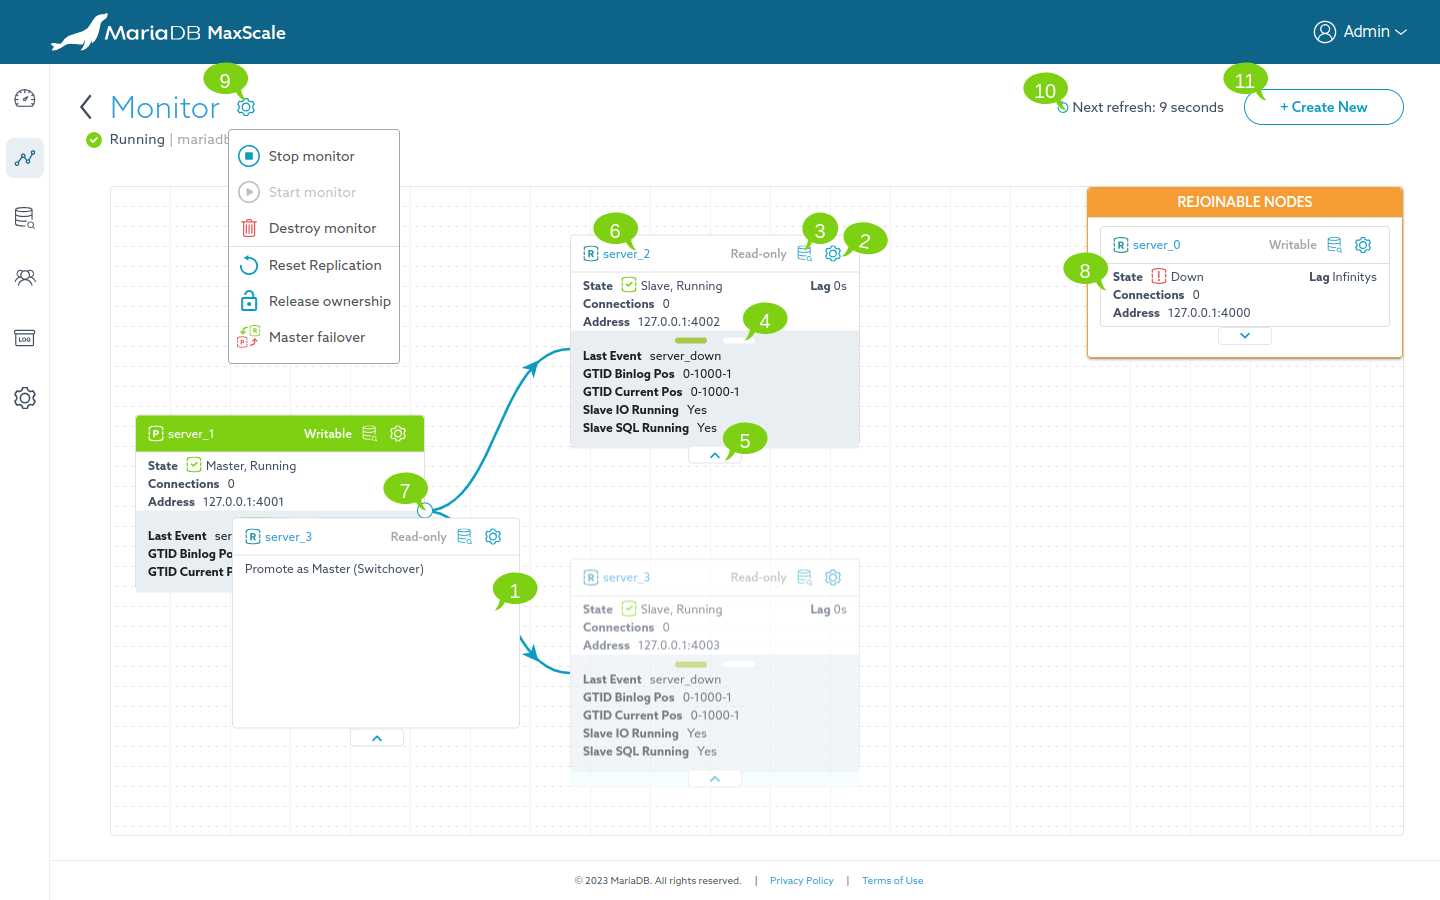 MariaDB MaxScale
Admin
9
10
11
Monitor
Next refresh: 9 seconds
+ Create New
Running | mariadb
Stop monitor
Start monitor
Destroy monitor
Reset Replication
Release ownership
Master failover
REJOINABLE NODES
R server_0 Writable
8
State Down Lag Infinitys
Connections 0
Address 127.0.0.1:4000
6
3
2
R server_2 Read-only
State Slave, Running Lag 0s
Connections 0
Address 127.0.0.1:4002
4
Last Event server_down
GTID Binlog Pos 0-1000-1
GTID Current Pos 0-1000-1
Slave IO Running Yes
Slave SQL Running Yes
5
P server_1 Writable
State Master, Running
Connections 0
Address 127.0.0.1:4001
7
Last Event ser
GTID Binlog Po
GTID Current P
R server_3 Read-only
Promote as Master (Switchover)
1
R server_3 Read-only
State Slave, Running Lag 0s
Connections 0
Address 127.0.0.1:4003
Last Event server_down
GTID Binlog Pos 0-1000-1
GTID Current Pos 0-1000-1
Slave IO Running Yes
Slave SQL Running Yes
LOG
© 2023 MariaDB. All rights reserved. | Privacy Policy | Terms of Use